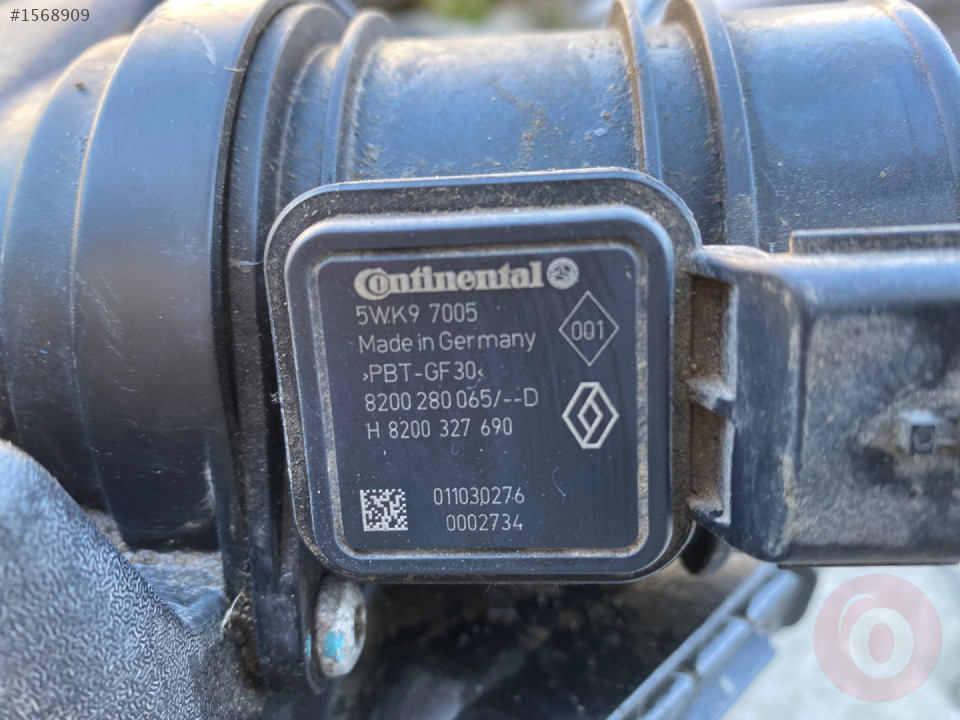 #1568909
Continental
5WK9 7005
Made in Germany
001
>PBT-GF30<
8200 280 065/--D
H 8200 327 690
011030276
0002734